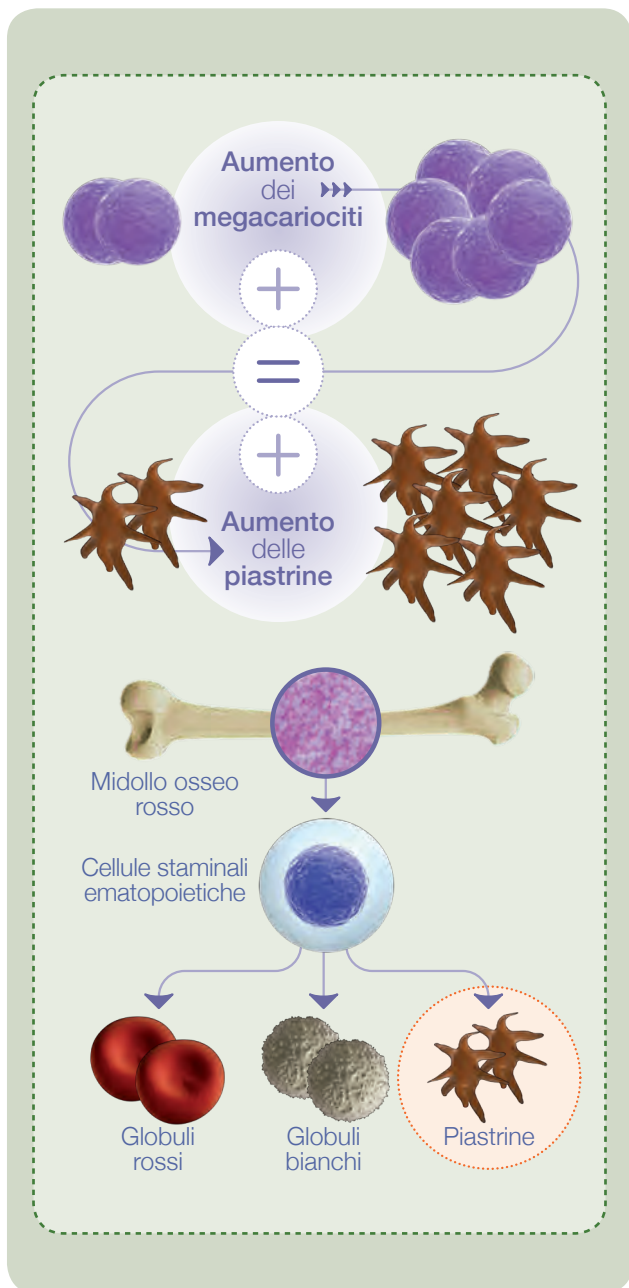 Aumento
dei
megacariociti
+
=
+
Aumento
delle
piastrine
Midollo osseo
rosso
Cellule staminali
ematopoietiche
Globuli
rossi
Globuli
bianchi
Piastrine